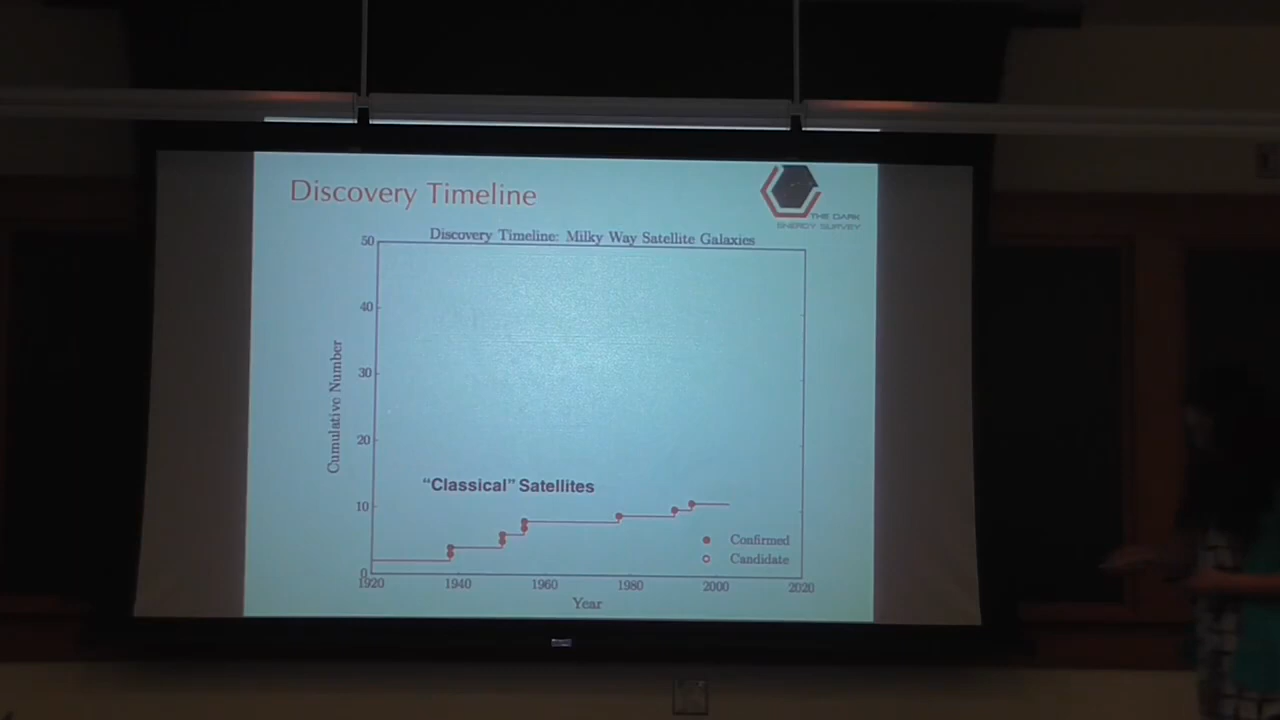 Discovery Timeline
THE DARK
ENERGY SURVEY
Discovery Timeline: Milky Way Satellite Galaxies
50
40
30
20
10
0
Cumulative Number
"Classical" Satellites
Confirmed
Candidate
1920 1940 1960 1980 2000 2020
Year